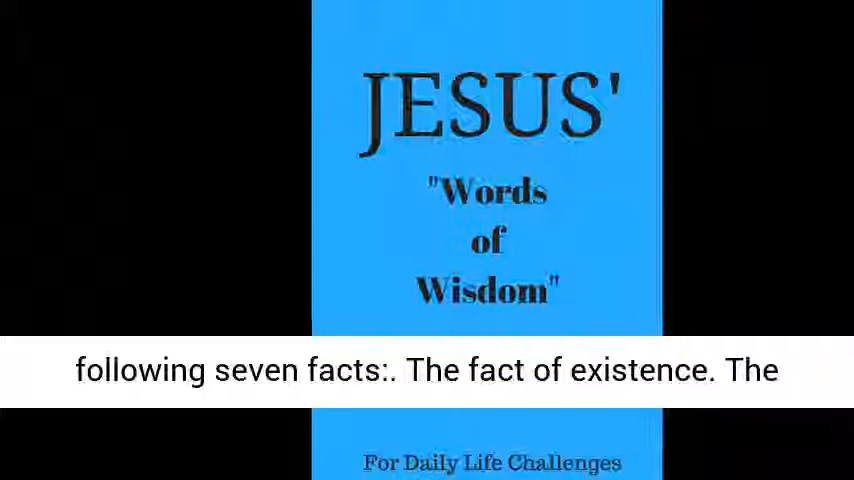 JESUS'
"Words
of
Wisdom"
following seven facts:. The fact of existence. The
For Daily Life Challenges